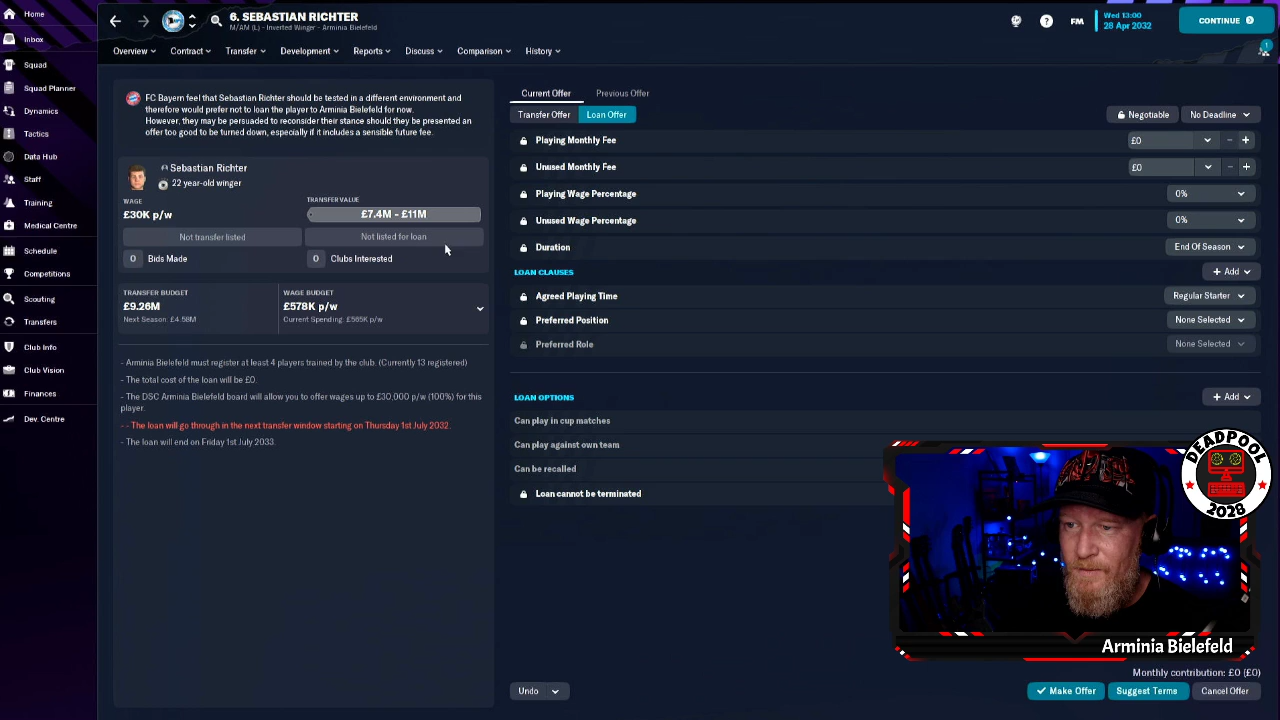 Home
Inbox
Squad
Squad Planner
Dynamics
Tactics
Data Hub
Staff
Training
Medical Centre
Schedule
Competitions
Scouting
Transfers
Club Info
Club Vision
Finances
Dev. Centre
6. SEBASTIAN RICHTER
M/AM (L) - Inverted Winger - Arminia Bielefeld
FM
Wed 13:00
28 Apr 2032
CONTINUE
1
Overview
Contract
Transfer
Development
Reports
Discuss
Comparison
History
FC Bayern feel that Sebastian Richter should be tested in a different environment and
therefore would prefer not to loan the player to Arminia Bielefeld for now.
However, they may be persuaded to reconsider their stance should they be presented an
offer too good to be turned down, especially if it includes a sensible future fee.
Sebastian Richter
22 year-old winger
WAGE
£30K p/w
TRANSFER VALUE
£7.4M - £11M
Not transfer listed
Not listed for loan
0 Bids Made
0 Clubs Interested
TRANSFER BUDGET
£9.26M
Next Season: £4.58M
WAGE BUDGET
£578K p/w
Current Spending: £565K p/w
- Arminia Bielefeld must register at least 4 players trained by the club. (Currently 13 registered)
- The total cost of the loan will be £0.
- The DSC Arminia Bielefeld board will allow you to offer wages up to £30,000 p/w (100%) for this
player.
- - The loan will go through in the next transfer window starting on Thursday 1st July 2032.
- The loan will end on Friday 1st July 2033.
Current Offer
Previous Offer
Transfer Offer
Loan Offer
Negotiable
No Deadline
Playing Monthly Fee
£0
Unused Monthly Fee
£0
Playing Wage Percentage
0%
Unused Wage Percentage
0%
Duration
End Of Season
LOAN CLAUSES
+ Add
Agreed Playing Time
Regular Starter
Preferred Position
None Selected
Preferred Role
None Selected
LOAN OPTIONS
+ Add
Can play in cup matches
Can play against own team
Can be recalled
Loan cannot be terminated
DEADPOOL
2028
Arminia Bielefeld
Monthly contribution: £0 (£0)
Undo
Make Offer
Suggest Terms
Cancel Offer